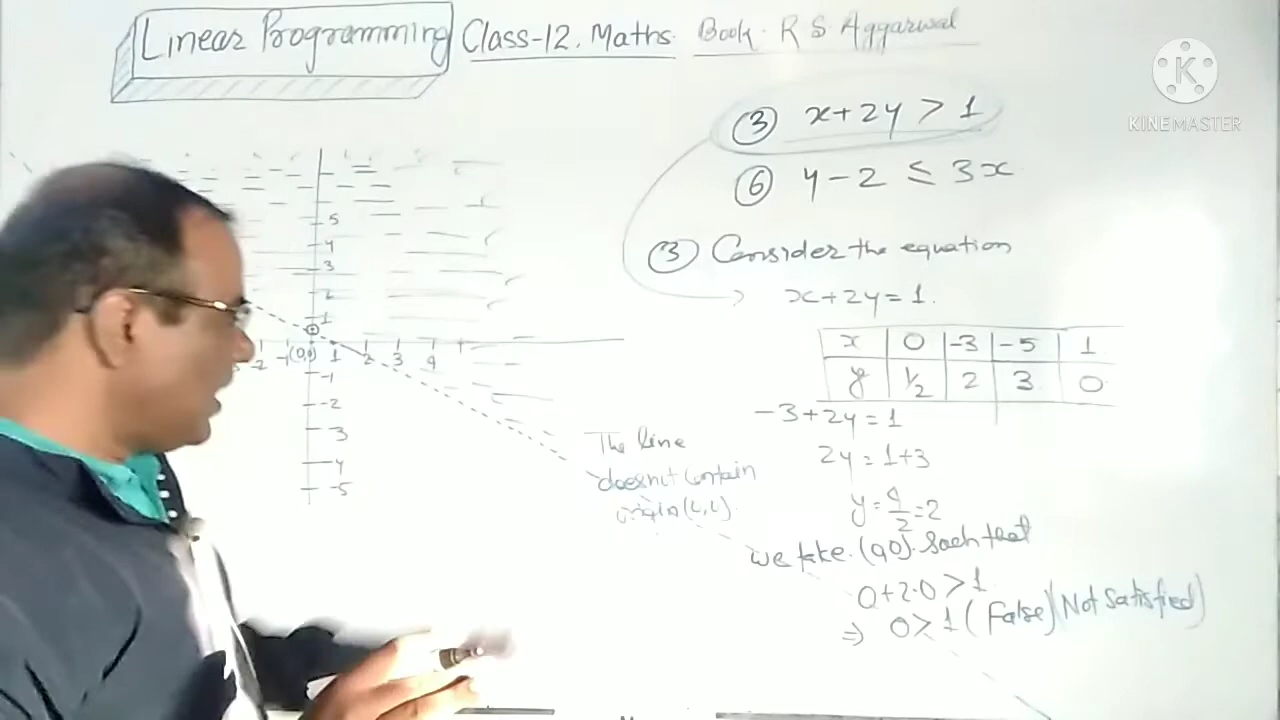 Linear Programming Class-12, Maths. Book. R S Aggarwal
KINEMASTER
③ x+2y > 1
⑥ y-2 ≤ 3x
③ Consider the equation
x+2y=1.
x 0 -3 -5 1
y 1/2 2 3 0
-3+2y=1
2y=1+3
y=4/2=2
we take (0,0). Such that
0+2.0>1
⇒ 0>1 (False) (Not Satisfied)
5
4
3
2
1
-2 -1 (0,0) 1 2 3 4
-1
-2
-3
-4
-5
The line
doesn't contain
origin